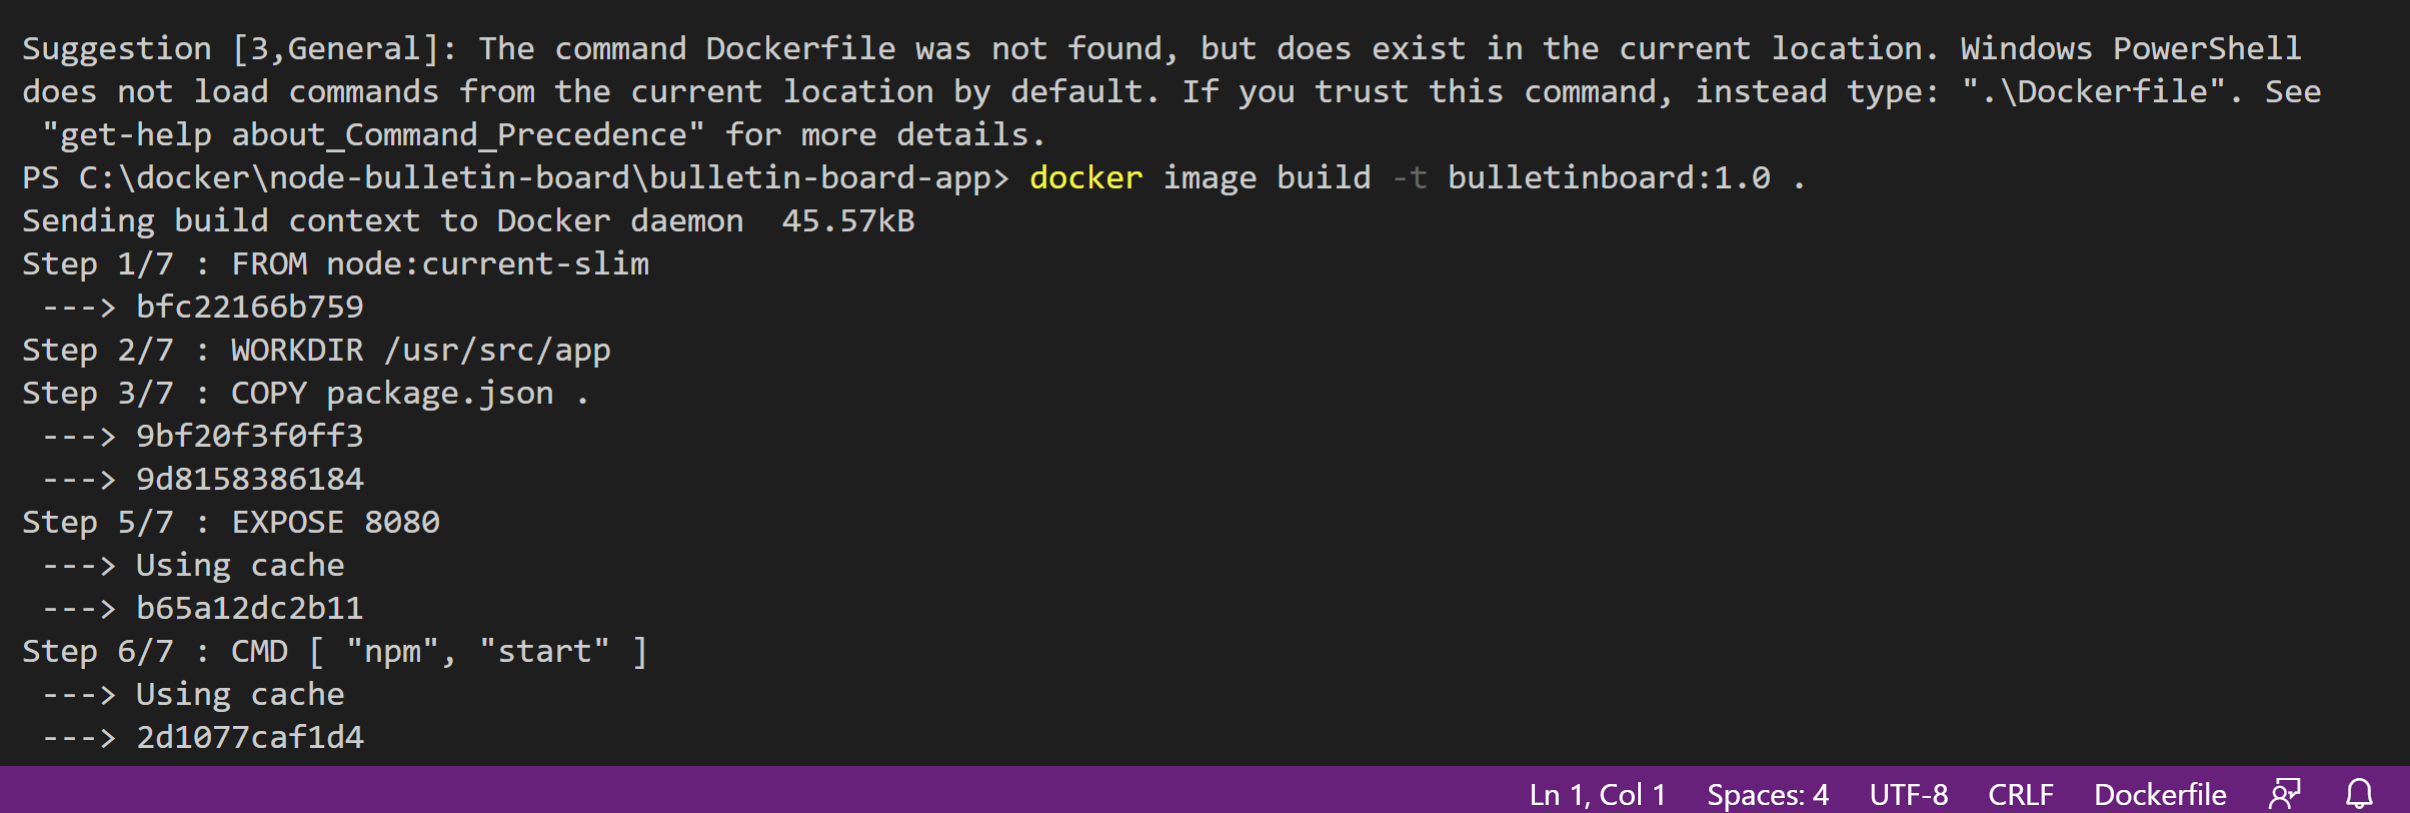 Suggestion [3,General]: The command Dockerfile was not found, but does exist in the current location. Windows PowerShell
does not load commands from the current location by default. If you trust this command, instead type: ".\Dockerfile". See
 "get-help about_Command_Precedence" for more details.
PS C:\docker\node-bulletin-board\bulletin-board-app> docker image build -t bulletinboard:1.0 .
Sending build context to Docker daemon  45.57kB
Step 1/7 : FROM node:current-slim
 ---> bfc22166b759
Step 2/7 : WORKDIR /usr/src/app
Step 3/7 : COPY package.json .
 ---> 9bf20f3f0ff3
 ---> 9d8158386184
Step 5/7 : EXPOSE 8080
 ---> Using cache
 ---> b65a12dc2b11
Step 6/7 : CMD [ "npm", "start" ]
 ---> Using cache
 ---> 2d1077caf1d4
Ln 1, Col 1 Spaces: 4 UTF-8 CRLF Dockerfile